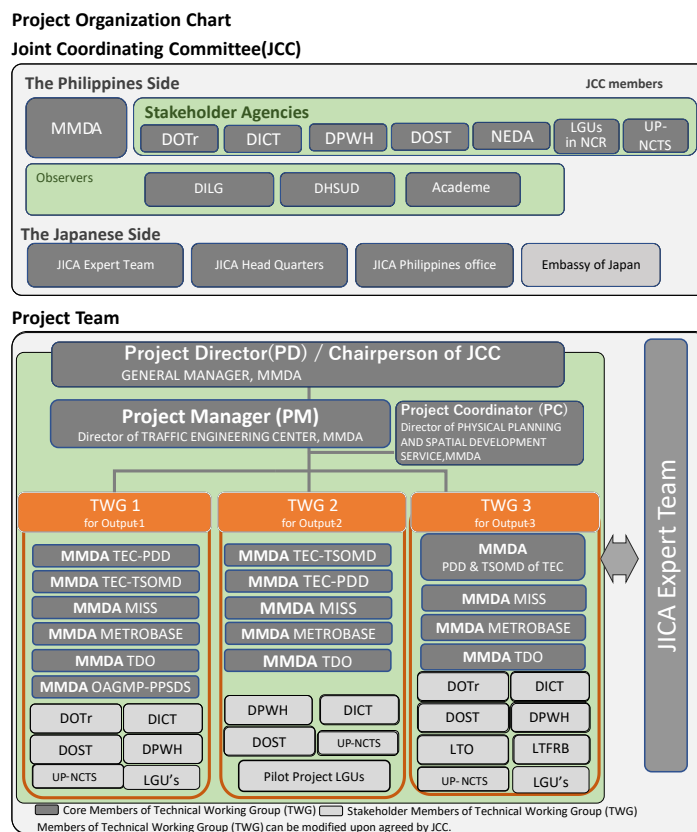 Project Organization Chart
Joint Coordinating Committee(JCC)
The Philippines Side
JCC members
MMDA
Stakeholder Agencies
DOTr
DICT
DPWH
DOST
NEDA
LGUs
in NCR
UP-
NCTS
Observers
DILG
DHSUD
Academe
The Japanese Side
JICA Expert Team
JICA Head Quarters
JICA Philippines office
Embassy of Japan
Project Team
Project Director(PD) / Chairperson of JCC
GENERAL MANAGER, MMDA
Project Manager (PM)
Director of TRAFFIC ENGINEERING CENTER, MMDA
Project Coordinator (PC)
Director of PHYSICAL PLANNING
AND SPATIAL DEVELOPMENT
SERVICE,MMDA
TWG 1
for Output-1
MMDA TEC-PDD
MMDA TEC-TSOMD
MMDA MISS
MMDA METROBASE
MMDA TDO
MMDA OAGMP-PPSDS
DOTr
DICT
DOST
DPWH
UP-NCTS
LGU's
TWG 2
for Output-2
MMDA TEC-TSOMD
MMDA TEC-PDD
MMDA MISS
MMDA METROBASE
MMDA TDO
DPWH
DICT
DOST
UP-NCTS
Pilot Project LGUs
TWG 3
for Output-3
MMDA
PDD & TSOMD of TEC
MMDA MISS
MMDA METROBASE
MMDA TDO
DOTr
DICT
DOST
DPWH
LTO
LTFRB
UP-NCTS
LGU's
JICA Expert Team
Core Members of Technical Working Group (TWG)
Stakeholder Members of Technical Working Group (TWG)
Members of Technical Working Group (TWG) can be modified upon agreed by JCC.